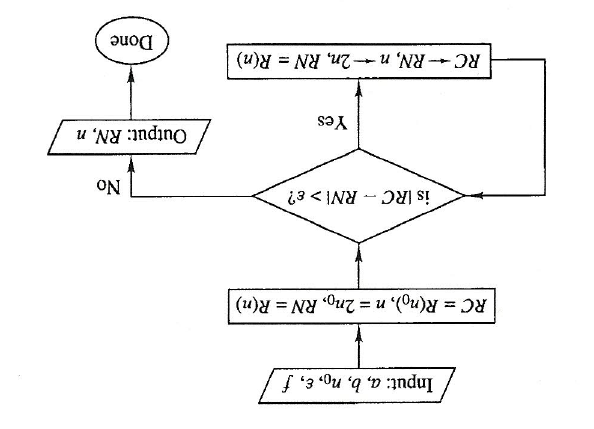 Input: a, b, n₀, ε, f
RC = R(n₀), n = 2n₀, RN = R(n)
is |RC − RN| > ε?
No
Yes
Output: RN, n
RC ← RN, n ← 2n, RN = R(n)
Done